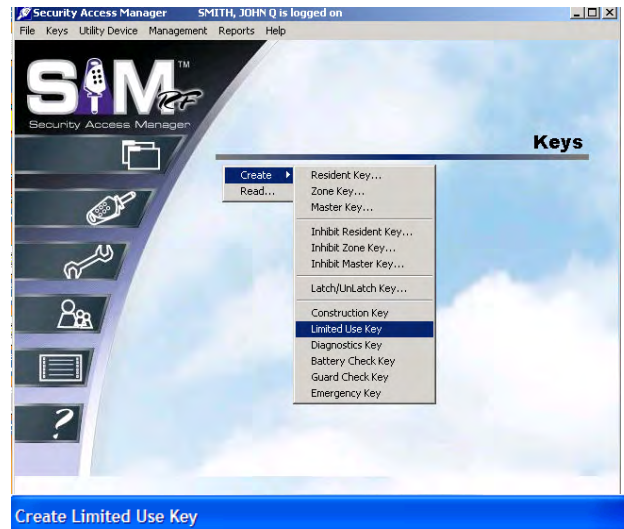 Security Access Manager SMITH, JOHN Q is logged on
File Keys Utility Device Management Reports Help
SAM TM
RF
Security Access Manager
Keys
Create
Read...
Resident Key...
Zone Key...
Master Key...
Inhibit Resident Key...
Inhibit Zone Key...
Inhibit Master Key...
Latch/UnLatch Key...
Construction Key
Limited Use Key
Diagnostics Key
Battery Check Key
Guard Check Key
Emergency Key
?
Create Limited Use Key